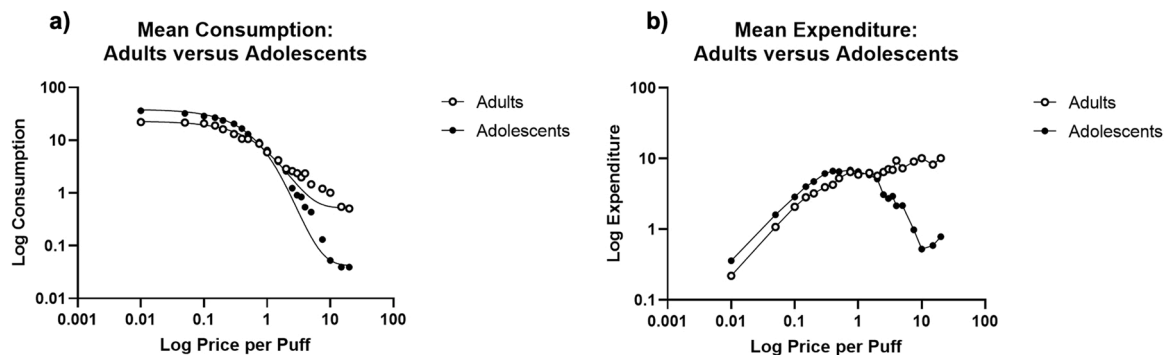 a)
Mean Consumption:
Adults versus Adolescents
Log Consumption
100
10
1
0.1
0.01
0.001
0.01
0.1
1
10
100
Log Price per Puff
Adults
Adolescents
b)
Mean Expenditure:
Adults versus Adolescents
Log Expenditure
100
10
1
0.1
0.001
0.01
0.1
1
10
100
Log Price per Puff
Adults
Adolescents